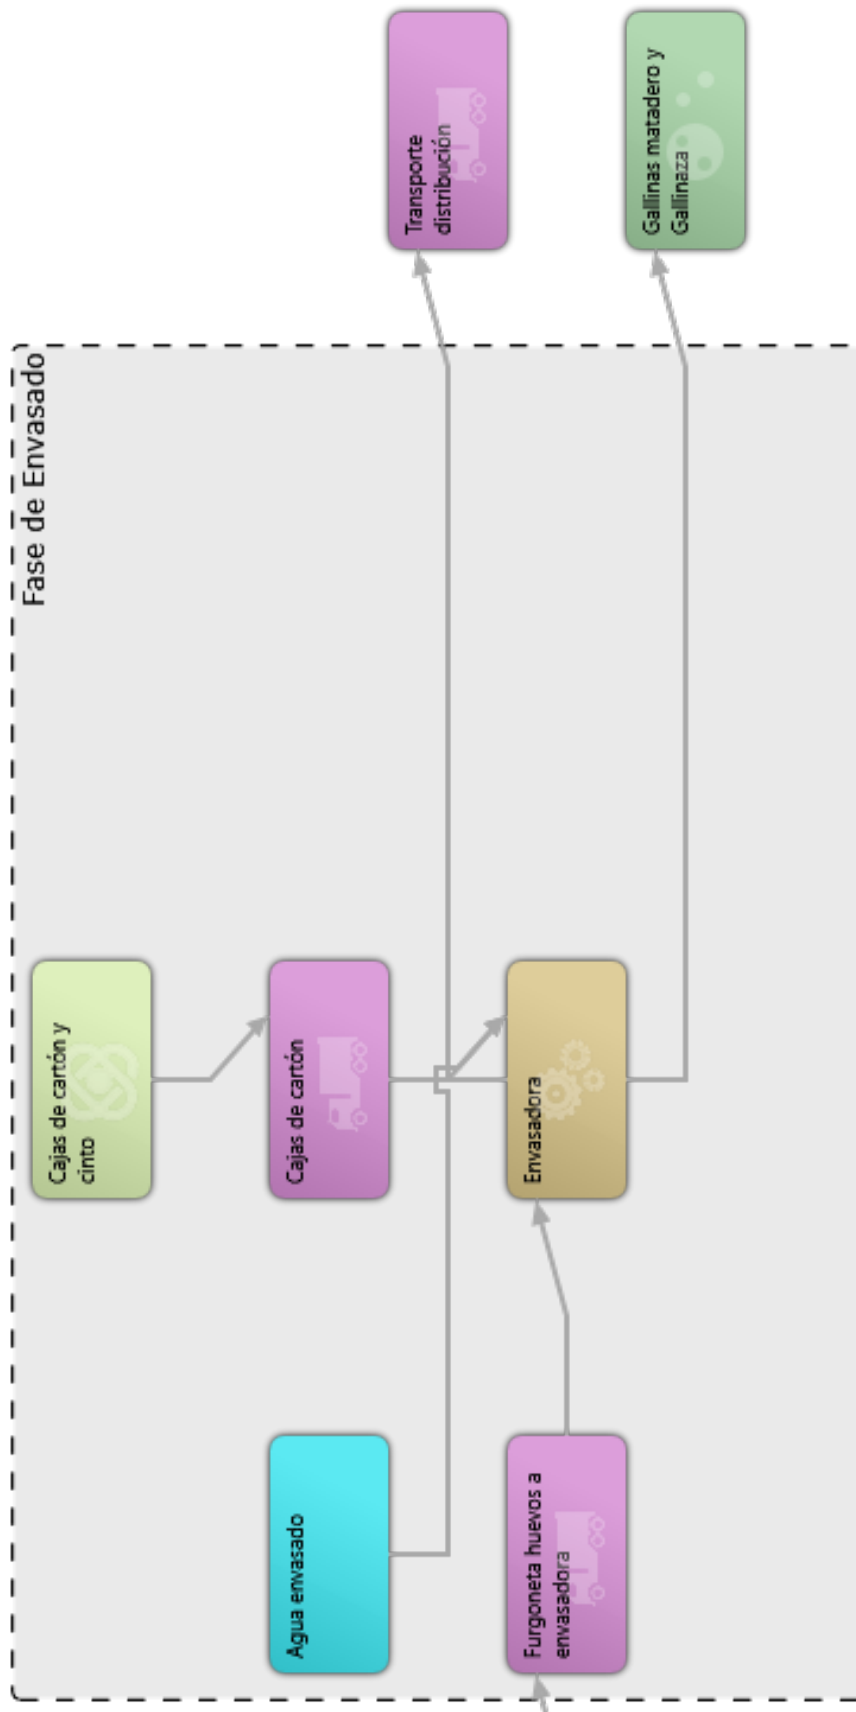 Fase de Envasado
Cajas de cartón y
cinto
Agua envasado
Cajas de cartón
Transporte
distribución
Furgoneta huevos a
envasadora
Envasadora
Gallinas matadero y
Gallinaza